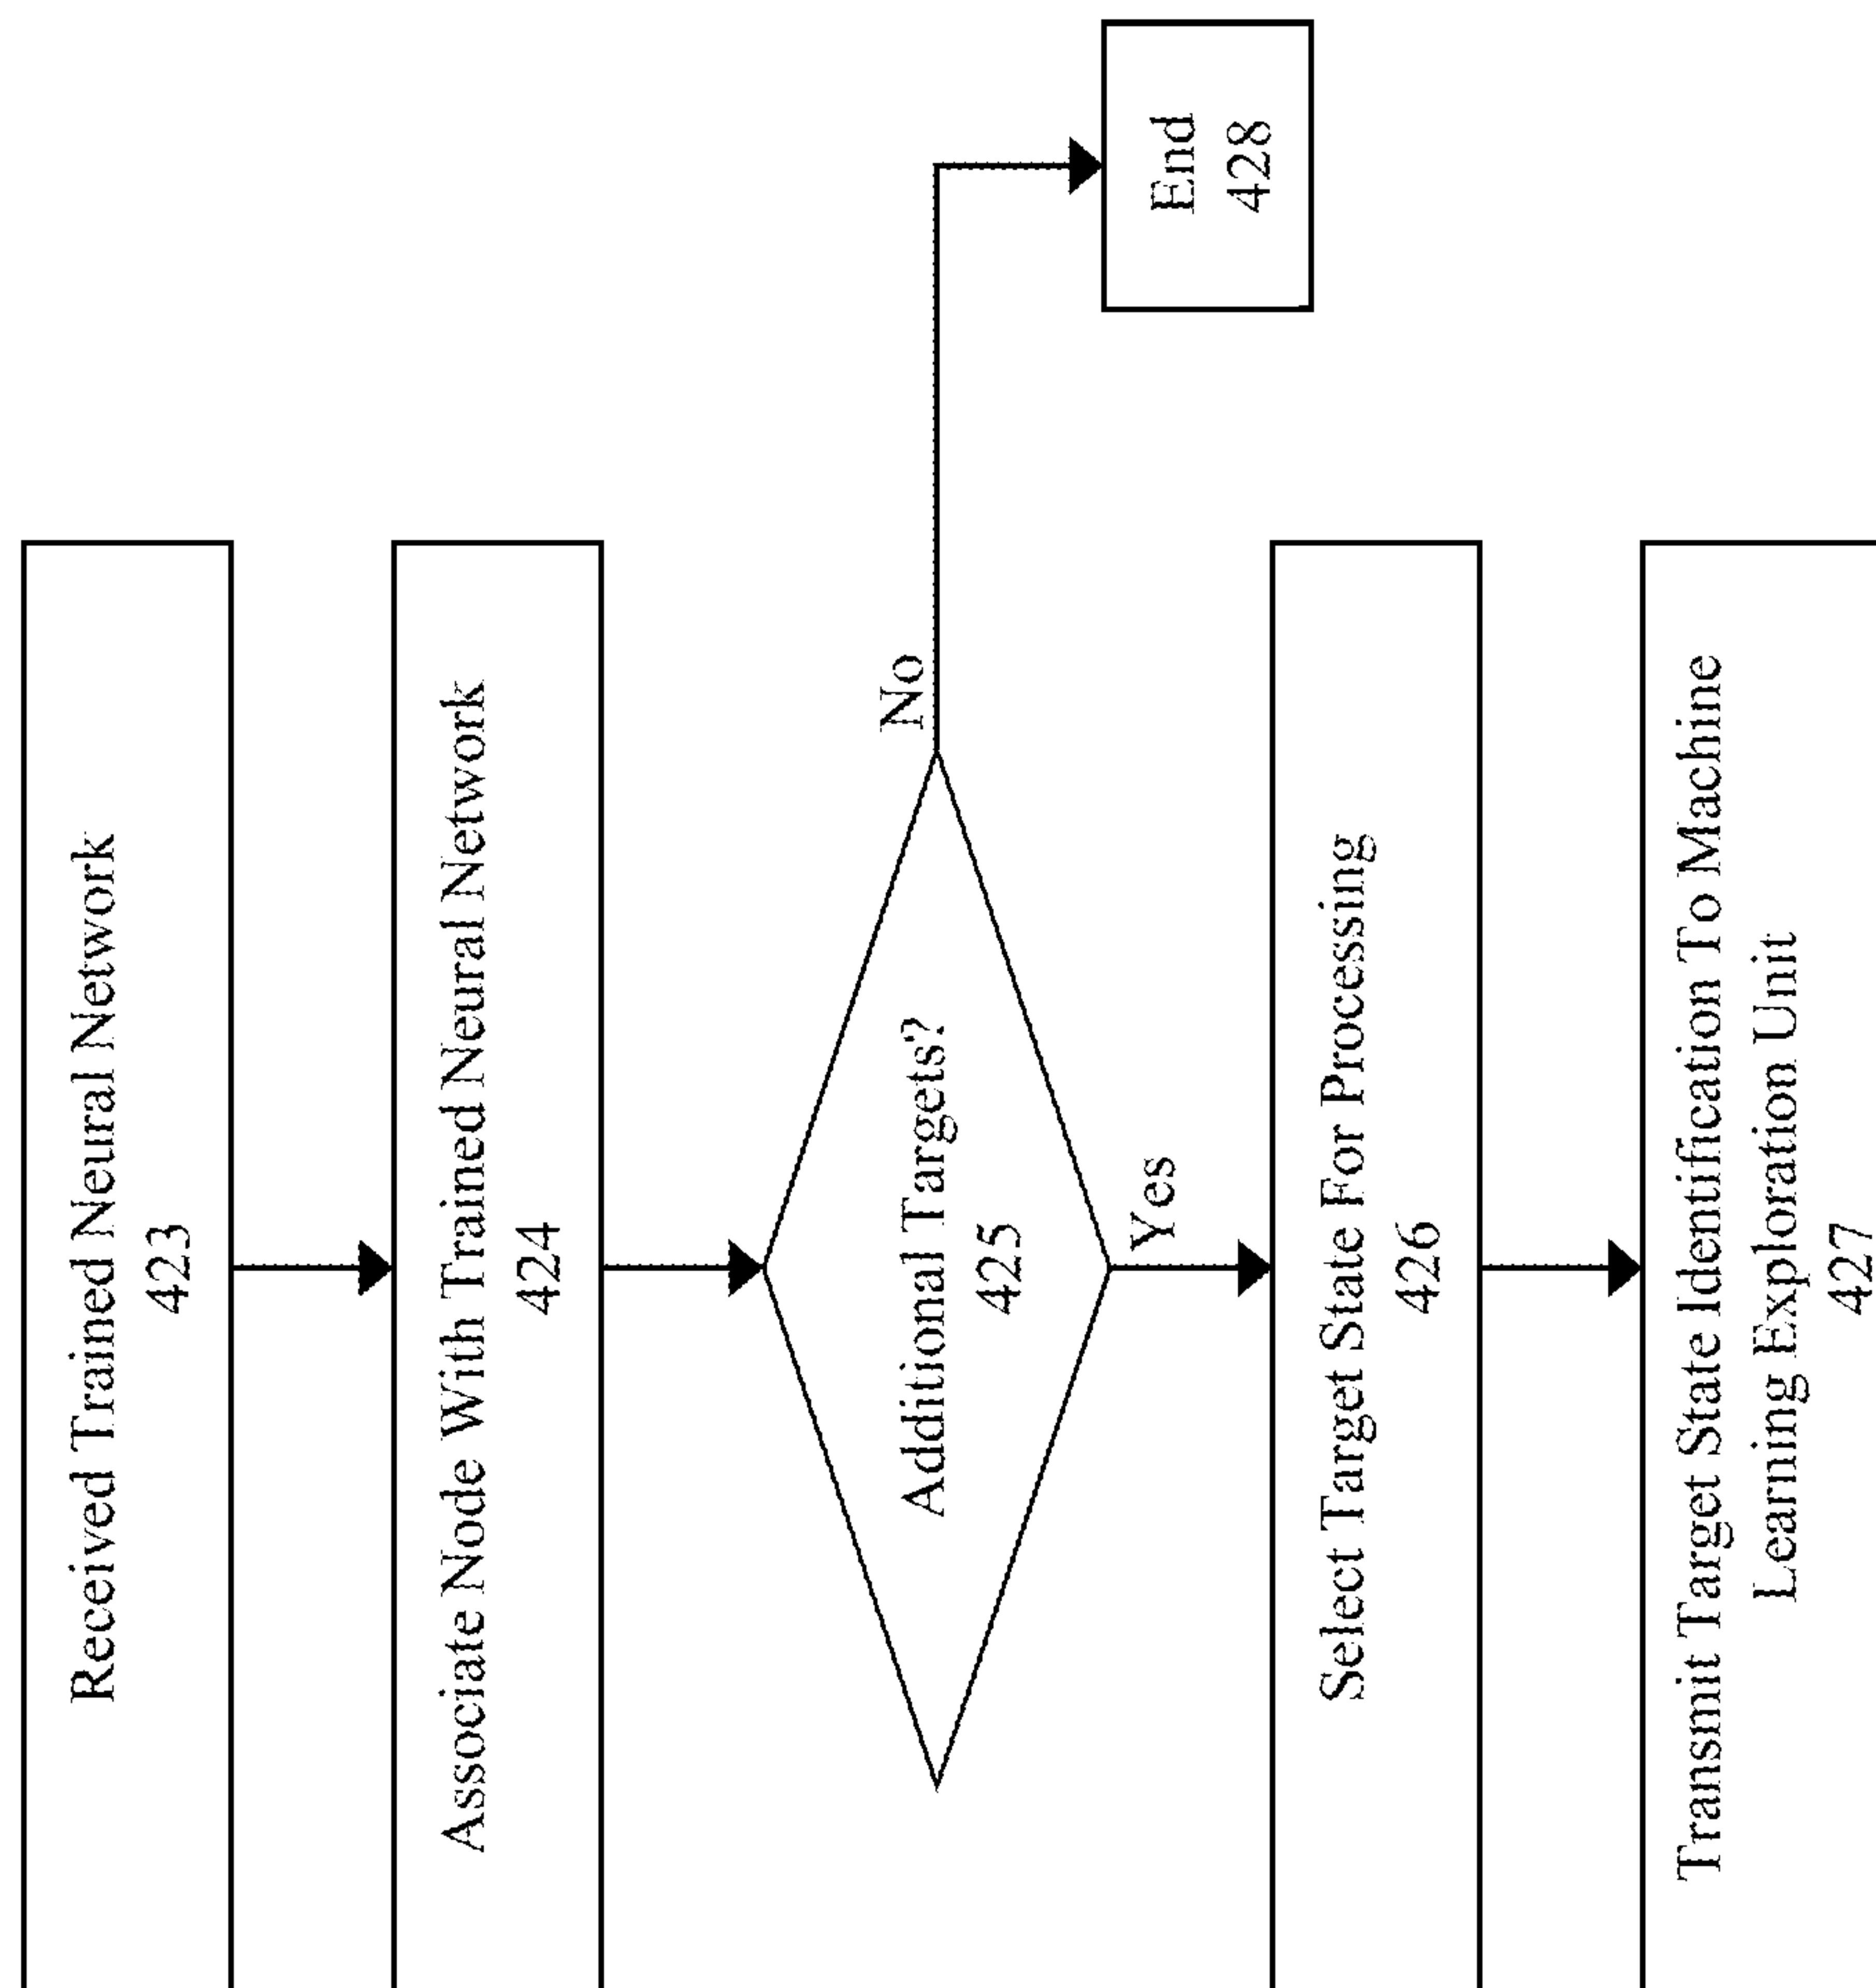 Received Trained Neural Network
423
Associate Node With Trained Neural Network
424
Additional Targets?
425
No
Yes
End
428
Select Target State For Processing
426
Transmit Target State Identification To Machine
Learning Exploration Unit
427